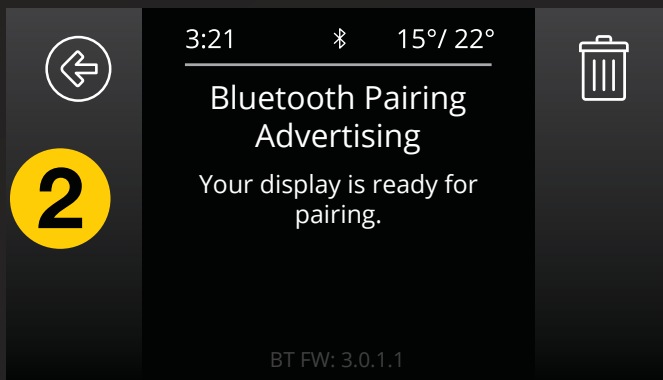 3:21 15°/ 22°
Bluetooth Pairing
Advertising
Your display is ready for
pairing.
2
BT FW: 3.0.1.1